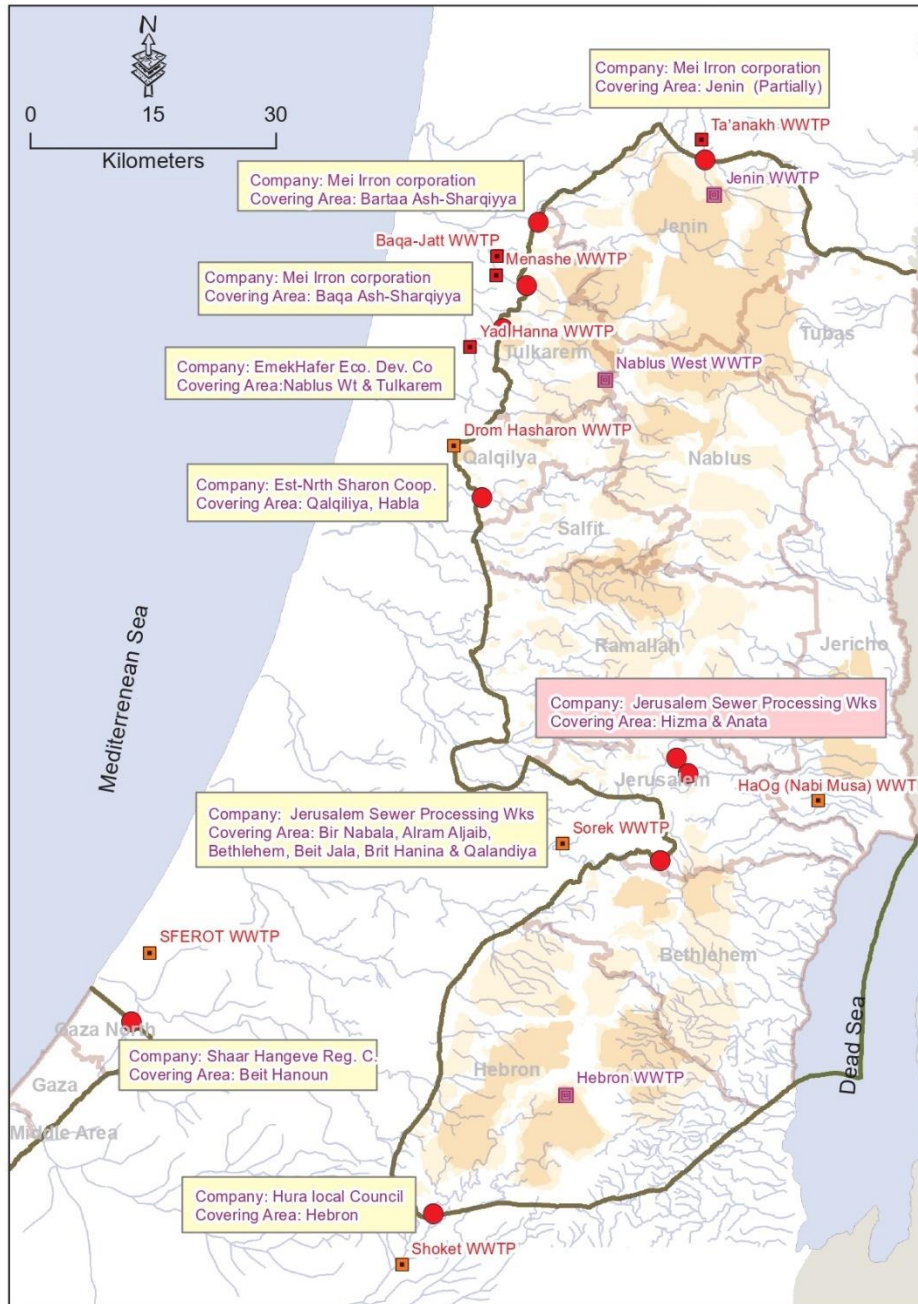 N
0 15 30
Kilometers
Company: Mei Irron corporation
Covering Area: Jenin (Partially)
Ta'anakh WWTP
Jenin WWTP
Company: Mei Irron corporation
Covering Area: Bartaa Ash-Sharqiyya
Jenin
Baqa-Jatt WWTP
Menashe WWTP
Company: Mei Irron corporation
Covering Area: Baqa Ash-Sharqiyya
Tubas
Yad Hanna WWTP
Tulkarem
Company: EmekHafer Eco. Dev. Co
Covering Area:Nablus Wt & Tulkarem
Nablus West WWTP
Drom Hasharon WWTP
Qalqilya
Nablus
Company: Est-Nrth Sharon Coop.
Covering Area: Qalqiliya, Habla
Salfit
Mediterrenean Sea
Ramallah
Jericho
Company: Jerusalem Sewer Processing Wks
Covering Area: Hizma & Anata
Jerusalem
HaOg (Nabi Musa) WWT
Company: Jerusalem Sewer Processing Wks
Covering Area: Bir Nabala, Alram Aljaib,
Bethlehem, Beit Jala, Brit Hanina & Qalandiya
Sorek WWTP
SFEROT WWTP
Bethlehem
Gaza North
Company: Shaar Hangeve Reg. C.
Covering Area: Beit Hanoun
Gaza
Hebron
Hebron WWTP
Dead Sea
Middle Area
Company: Hura local Council
Covering Area: Hebron
Shoket WWTP